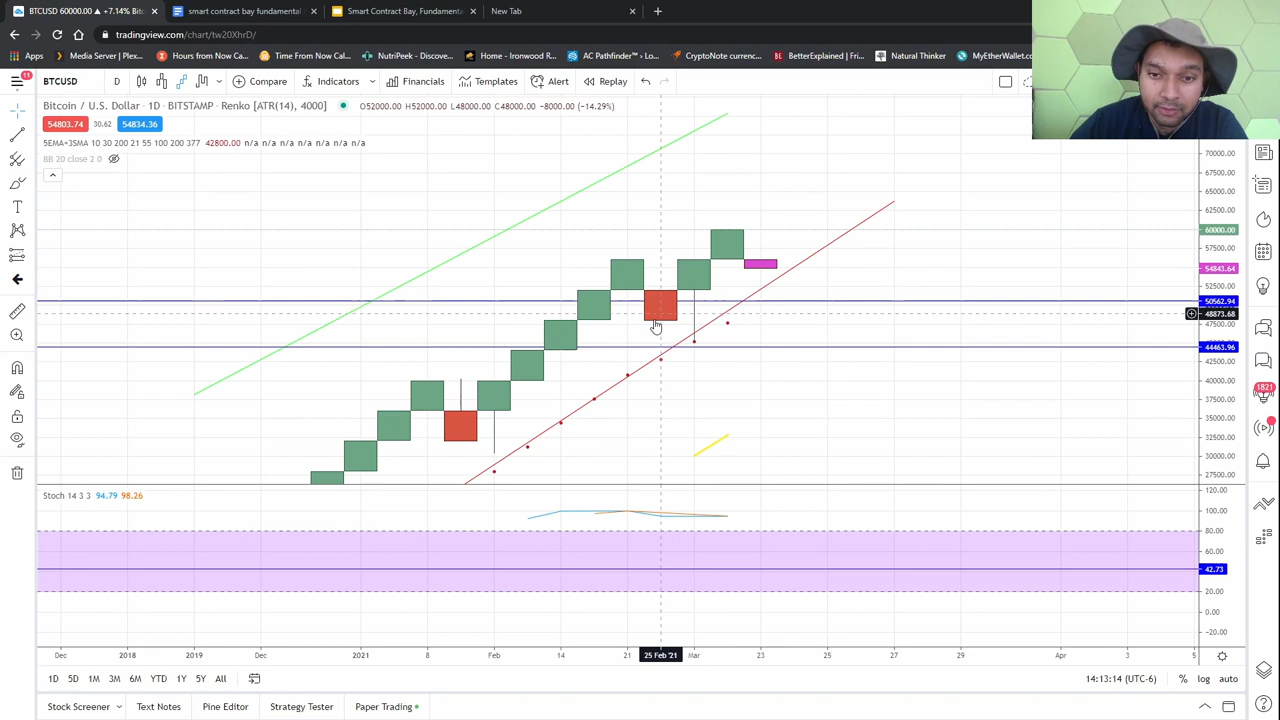 BTCUSD 60000.00 ▲ +7.14% Bitc
smart contract bay fundamental
Smart Contract Bay, Fundamenta
New Tab
tradingview.com/chart/tw20XhrD/
Apps
Media Server | Plex...
Hours from Now Cal...
Time From Now Cal...
NutriPeek - Bitcoin...
Home - Ironwood R...
AC Pathfinder™ › Lo...
CryptoNote currenc...
BetterExplained | Fri...
Natural Thinker
MyEtherWallet.co
11
BTCUSD
D
Compare
Indicators
Financials
Templates
Alert
Replay
Bitcoin / U.S. Dollar · 1D · BITSTAMP · Renko [ATR(14), 4000]
O52000.00 H52000.00 L48000.00 C48000.00 -8000.00 (-14.29%)
54803.74 30.62 54834.36
5EMA+3SMA 10 30 200 21 55 100 200 377 42800.00 n/a n/a n/a n/a n/a n/a n/a
BB 20 close 2 0
70000.00
67500.00
65000.00
62500.00
60000.00
57500.00
54843.64
52500.00
50562.94
48873.68
47500.00
44463.96
42500.00
40000.00
37500.00
35000.00
32500.00
30000.00
27500.00
1821
Stoch 14 3 3 94.79 98.26
120.00
100.00
80.00
60.00
42.73
20.00
0.00
-20.00
Dec 2018 2019 Dec 2021 8 Feb 14 21 25 Feb '21 Mar 23 25 27 29 Apr 3 5
1D 5D 1M 3M 6M YTD 1Y 5Y All
14:13:14 (UTC-6) % log auto
Stock Screener Text Notes Pine Editor Strategy Tester Paper Trading